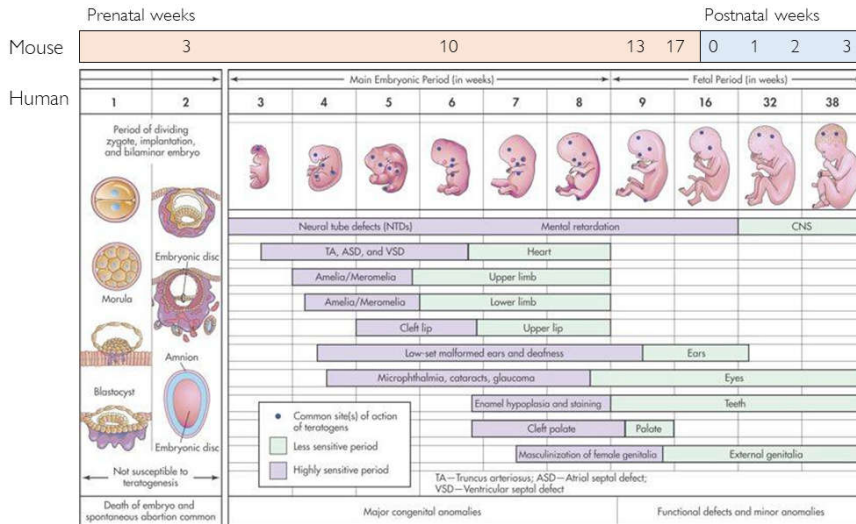 Prenatal weeks
Postnatal weeks
Mouse
3 10 13 17 0 1 2 3
Main Embryonic Period (in weeks)
Fetal Period (in weeks)
Human
1 2 3 4 5 6 7 8 9 16 32 38
Period of dividing
zygote, implantation,
and bilaminar embryo
Neural tube defects (NTDs)
Mental retardation
CNS
TA, ASD, and VSD
Heart
Embryonic disc
Amelia/Meromelia
Upper limb
Morula
Amelia/Meromelia
Lower limb
Cleft lip
Upper lip
Low-set malformed ears and deafness
Ears
Amnion
Microphthalmia, cataracts, glaucoma
Eyes
Blastocyst
Enamel hypoplasia and staining
Teeth
Common site(s) of action
of teratogens
Cleft palate
Palate
Less sensitive period
Embryonic disc
Masculinization of female genitalia
External genitalia
Highly sensitive period
Not susceptible to
teratogenesis
TA—Truncus arteriosus; ASD—Atrial septal defect;
VSD—Ventricular septal defect
Death of embryo and
spontaneous abortion common
Major congenital anomalies
Functional defects and minor anomalies